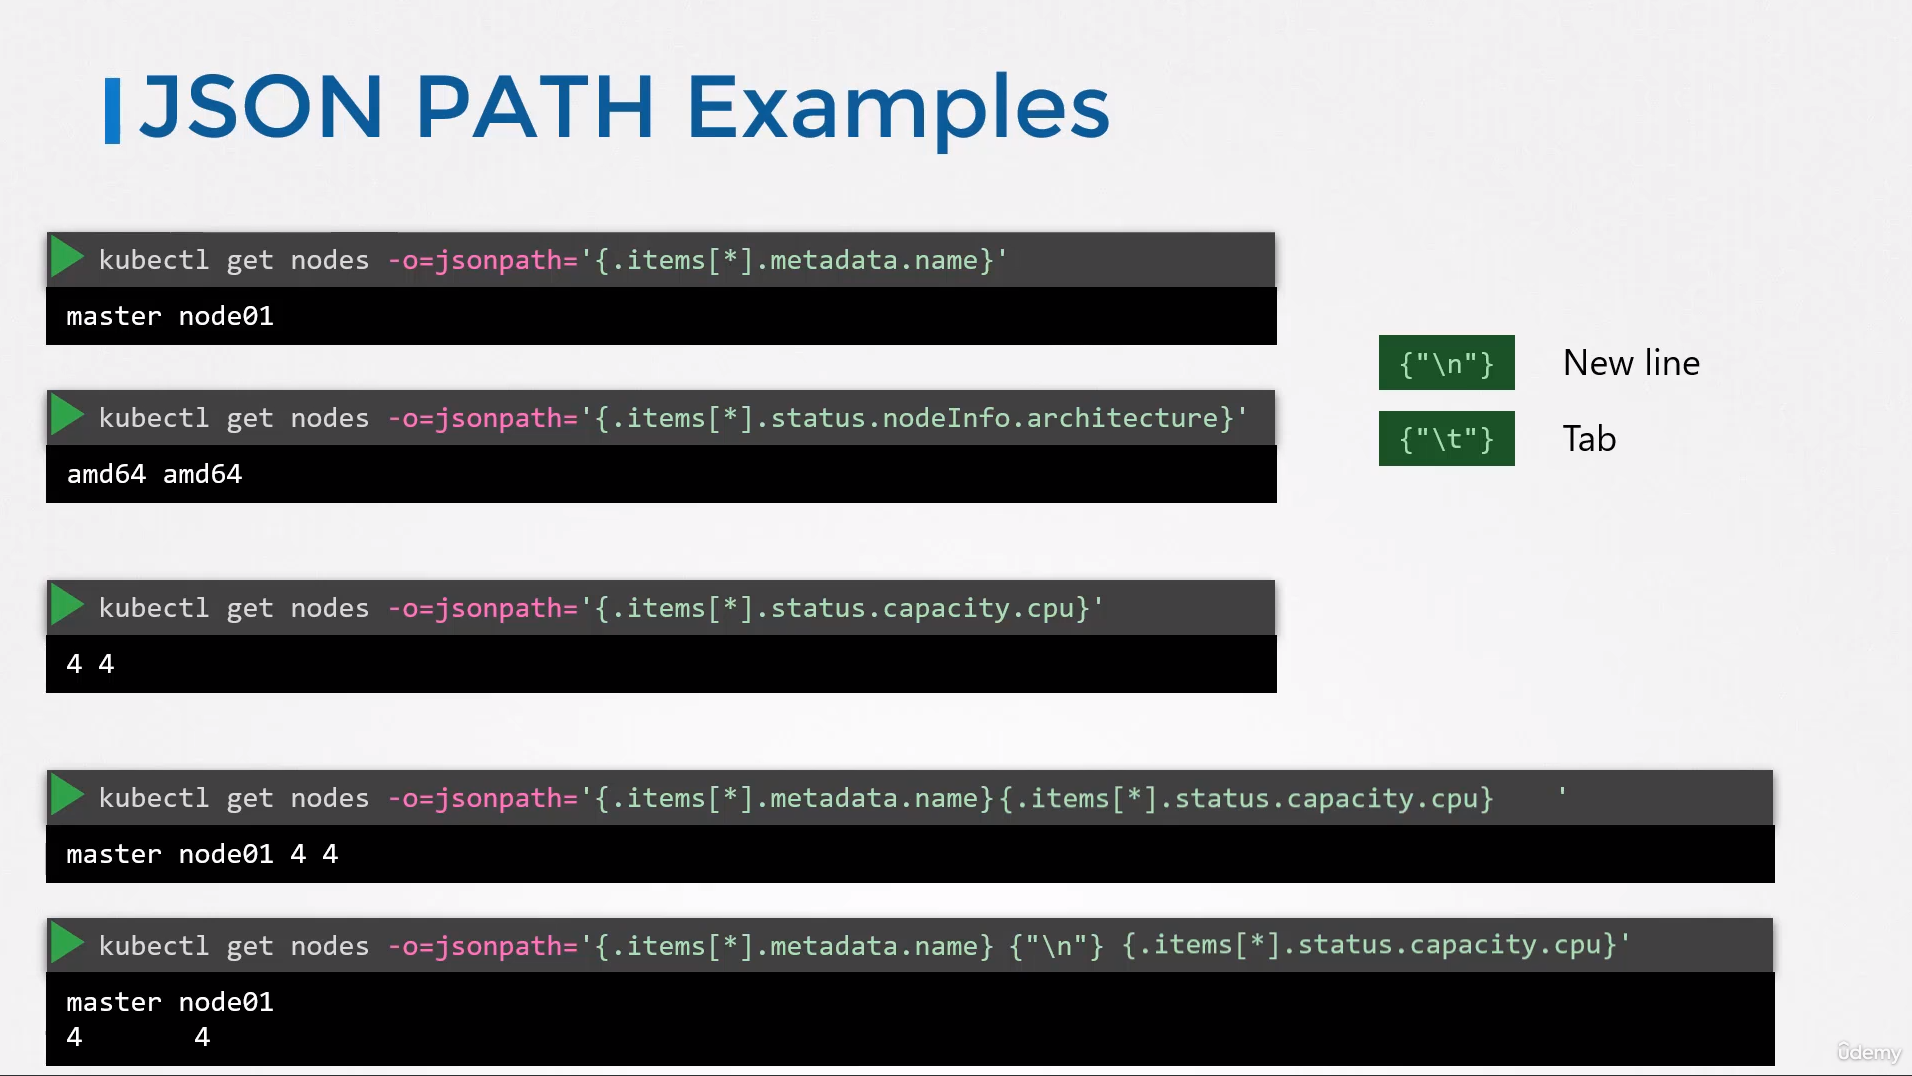 JSON PATH Examples
kubectl get nodes -o=jsonpath='{.items[*].metadata.name}'
master node01
{"\n"} New line
kubectl get nodes -o=jsonpath='{.items[*].status.nodeInfo.architecture}'
{"\t"} Tab
amd64 amd64
kubectl get nodes -o=jsonpath='{.items[*].status.capacity.cpu}'
4 4
kubectl get nodes -o=jsonpath='{.items[*].metadata.name}{.items[*].status.capacity.cpu}    '
master node01 4 4
kubectl get nodes -o=jsonpath='{.items[*].metadata.name} {"\n"} {.items[*].status.capacity.cpu}'
master node01
4       4
ûdemy